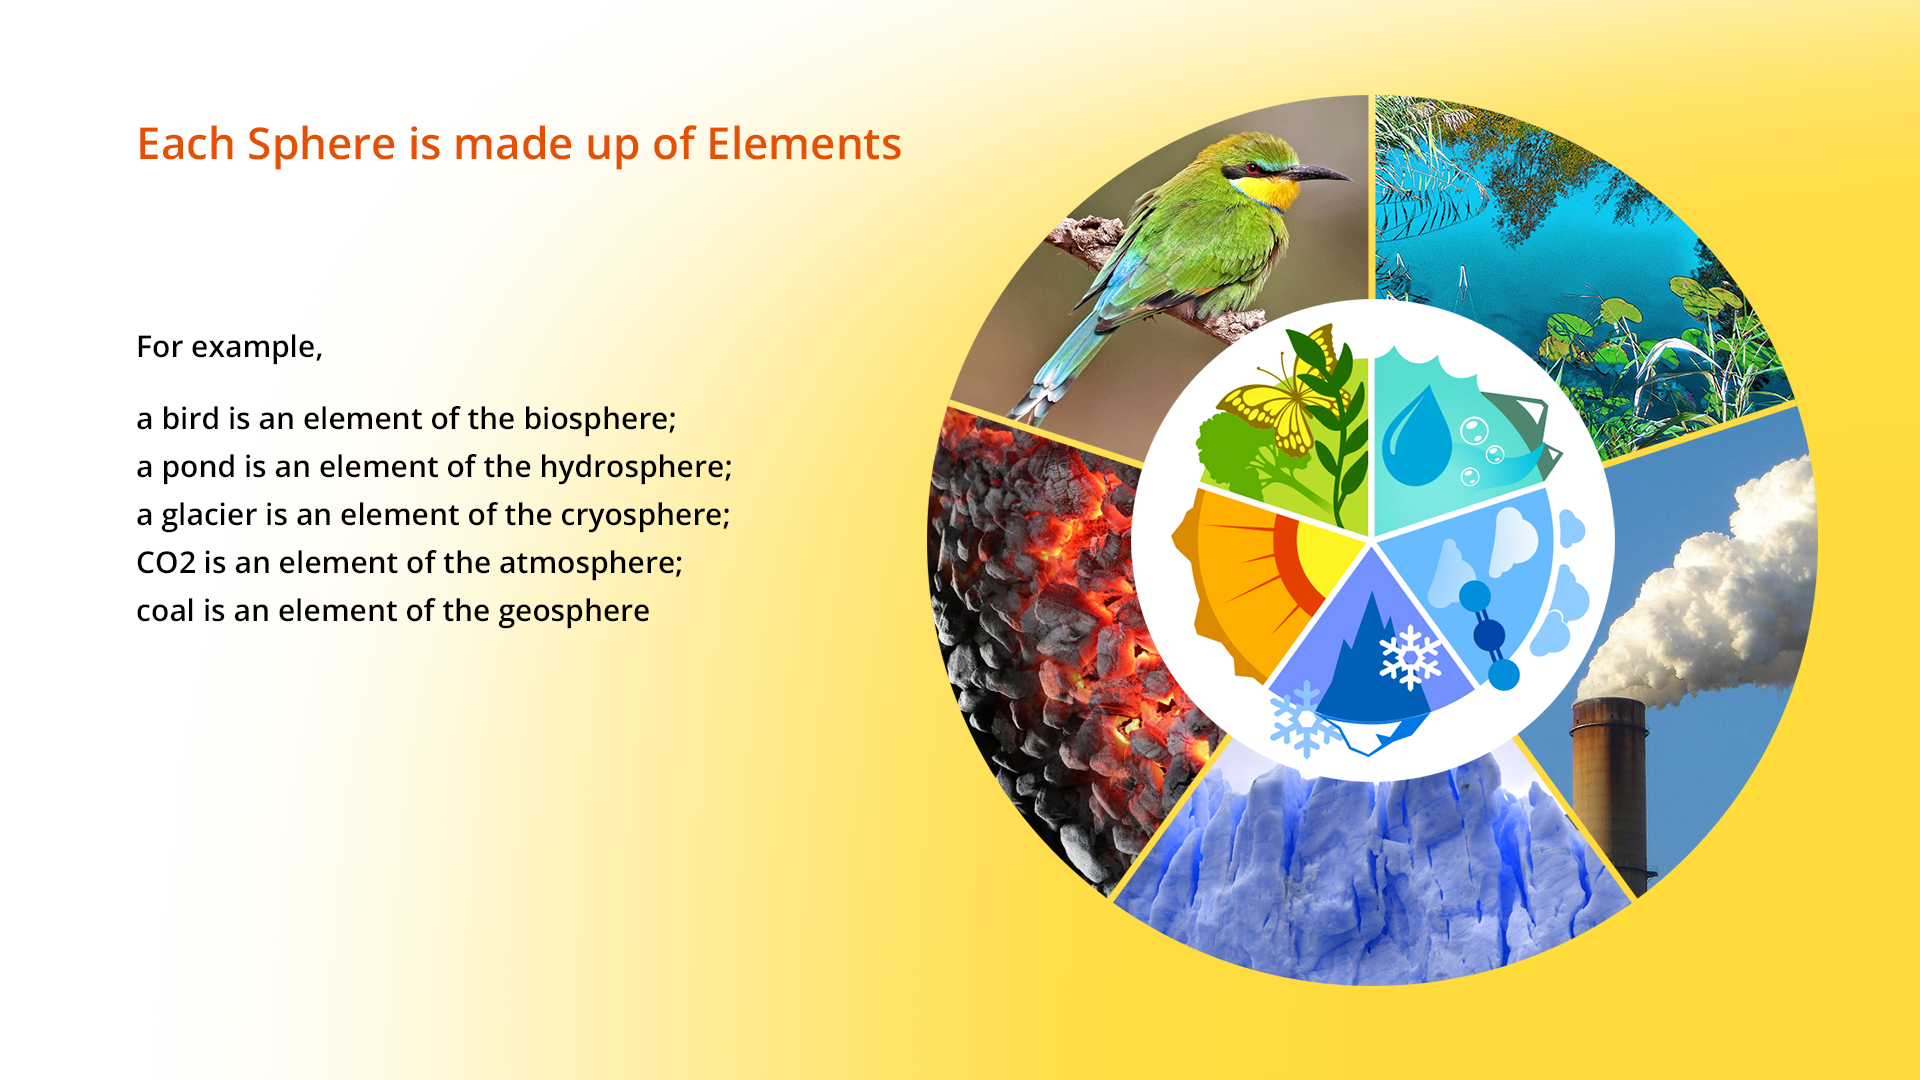 Each Sphere is made up of Elements
For example,
a bird is an element of the biosphere;
a pond is an element of the hydrosphere;
a glacier is an element of the cryosphere;
CO2 is an element of the atmosphere;
coal is an element of the geosphere